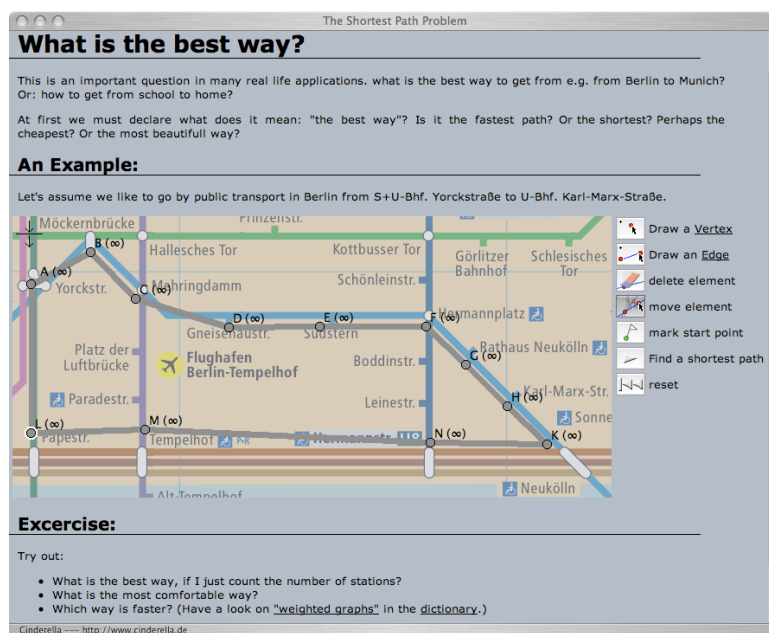 The Shortest Path Problem
What is the best way?
This is an important question in many real life applications. what is the best way to get from e.g. from Berlin to Munich?
Or: how to get from school to home?
At first we must declare what does it mean: "the best way"? Is it the fastest path? Or the shortest? Perhaps the
cheapest? Or the most beautifull way?
An Example:
Let's assume we like to go by public transport in Berlin from S+U-Bhf. Yorckstraße to U-Bhf. Karl-Marx-Straße.
Möckernbrücke
Prinzenstr.
B (∞)
Hallesches Tor
Kottbusser Tor
Görlitzer
Bahnhof
Schlesisches
Tor
A (∞)
Yorckstr.
C (∞)
Mehringdamm
Schönleinstr.
D (∞)
E (∞)
F (∞)
Hermannplatz
Gneisenaustr.
Südstern
Platz der
Luftbrücke
Flughafen
Berlin-Tempelhof
Boddinstr.
G (∞)
Rathaus Neukölln
Paradestr.
Leinestr.
H (∞)
Karl-Marx-Str.
Sonne
L (∞)
Papestr.
M (∞)
Tempelhof
P+R
Hermannstr.
U8
N (∞)
K (∞)
Alt-Tempelhof
Neukölln
Draw a Vertex
Draw an Edge
delete element
move element
mark start point
Find a shortest path
reset
Excercise:
Try out:
• What is the best way, if I just count the number of stations?
• What is the most comfortable way?
• Which way is faster? (Have a look on "weighted graphs" in the dictionary.)
Cinderella --- http://www.cinderella.de